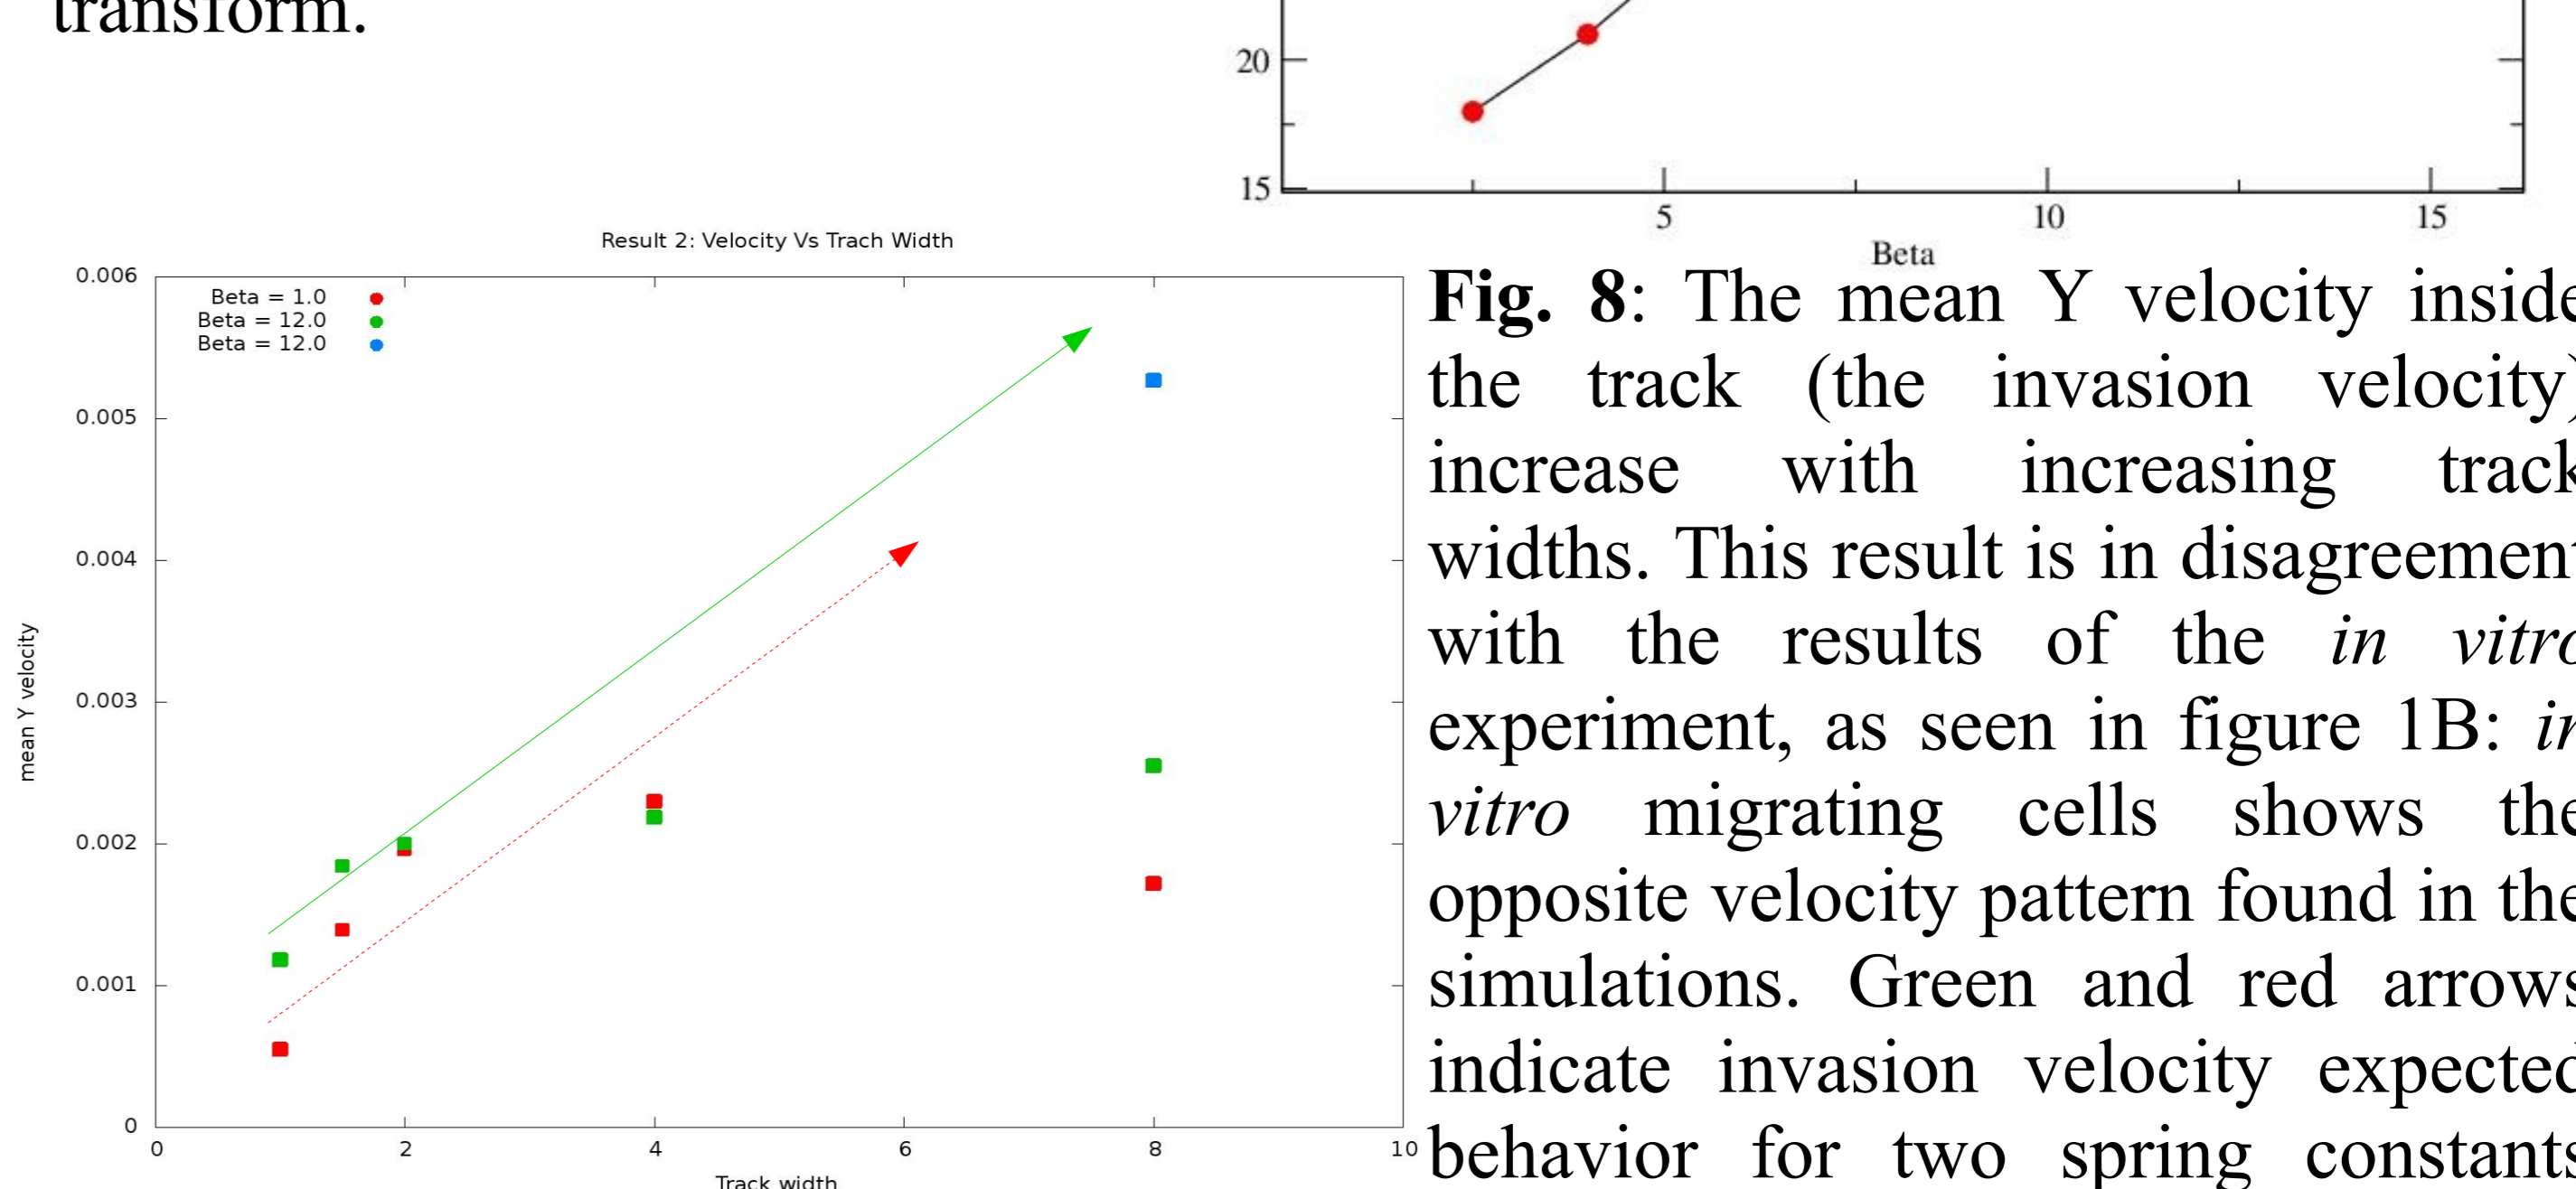 transform.
20
15
5 10 15
Beta
Result 2: Velocity Vs Trach Width
0.006
0.005
0.004
0.003
0.002
0.001
0
mean Y velocity
Beta = 1.0
Beta = 12.0
Beta = 12.0
0 2 4 6 8 10
Track width
Fig. 8: The mean Y velocity inside
the track (the invasion velocity)
increase with increasing track
widths. This result is in disagreement
with the results of the in vitro
experiment, as seen in figure 1B: in
vitro migrating cells shows the
opposite velocity pattern found in the
simulations. Green and red arrows
indicate invasion velocity expected
behavior for two spring constants